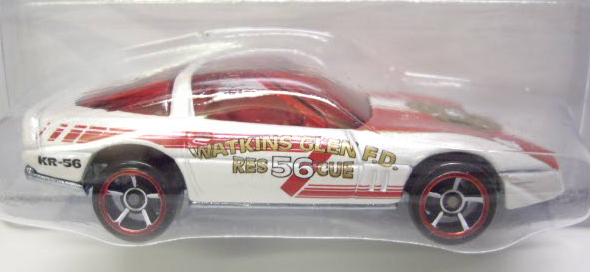 WATKINS GLEN F.D.
RES 56 CUE
KR-56